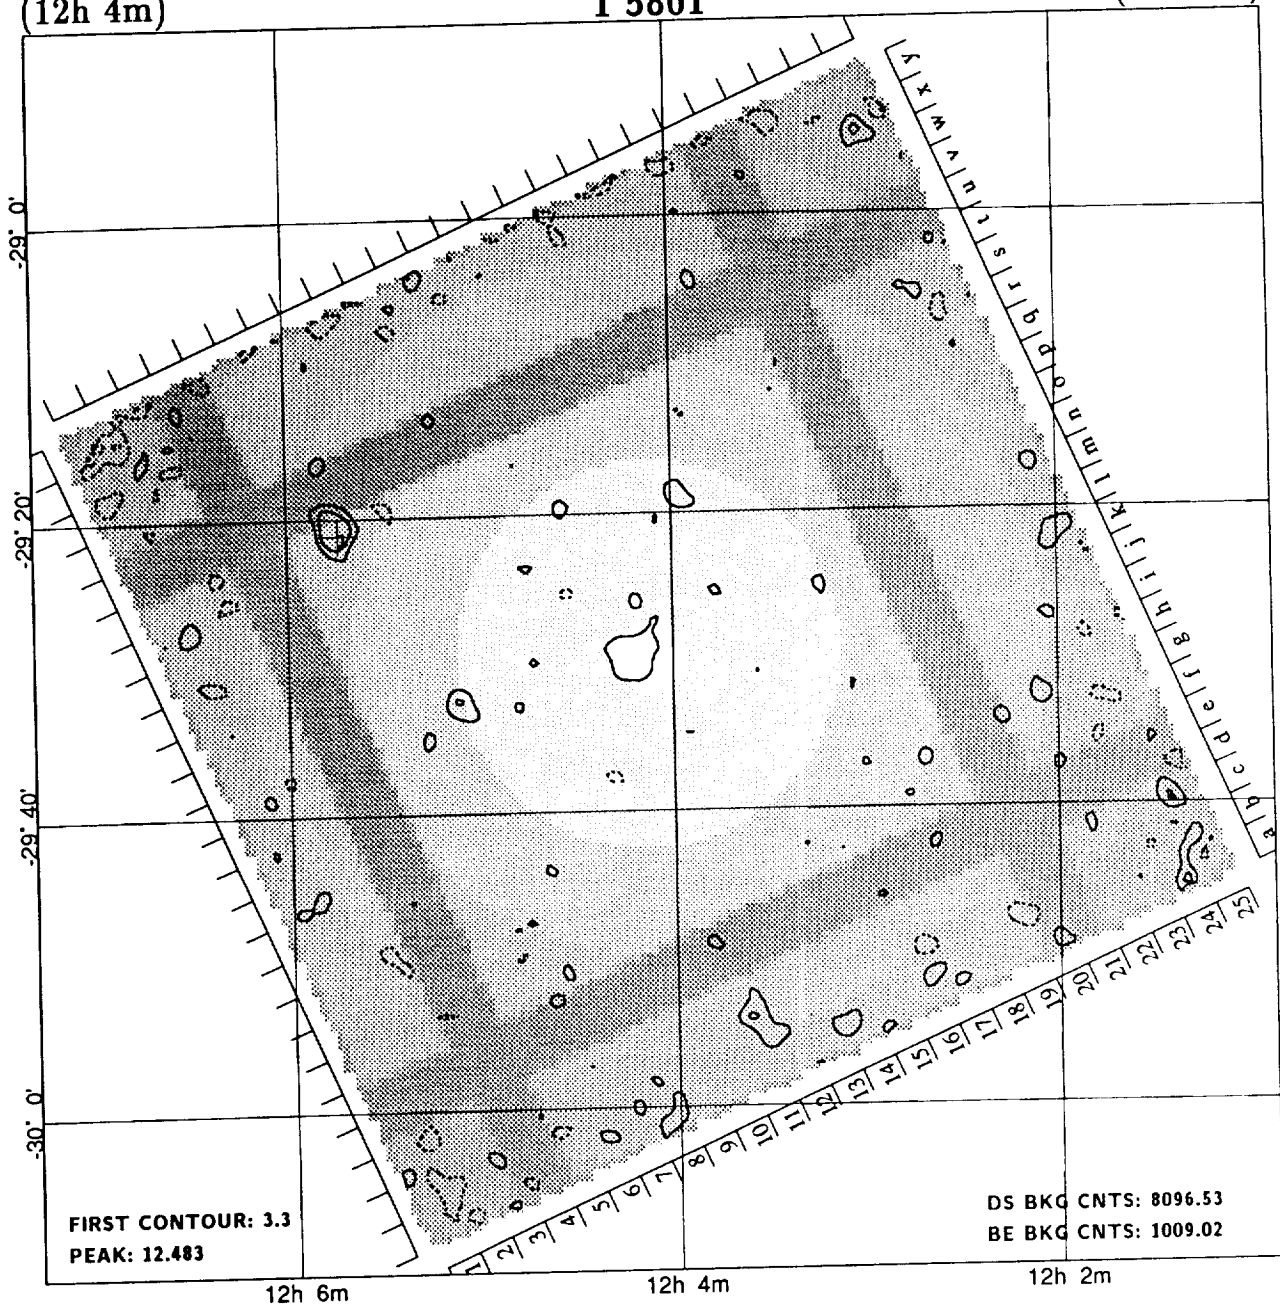 (12h 4m)
I 5801
-29° 0'
-29° 20'
-29° 40'
-30° 0'
y
x
w
v
u
t
s
r
q
p
o
n
m
l
k
j
i
h
g
f
e
d
c
b
a
1
2
3
4
5
6
7
8
9
10
11
12
13
14
15
16
17
18
19
20
21
22
23
24
25
FIRST CONTOUR: 3.3
PEAK: 12.483
DS BKG CNTS: 8096.53
BE BKG CNTS: 1009.02
12h 6m
12h 4m
12h 2m